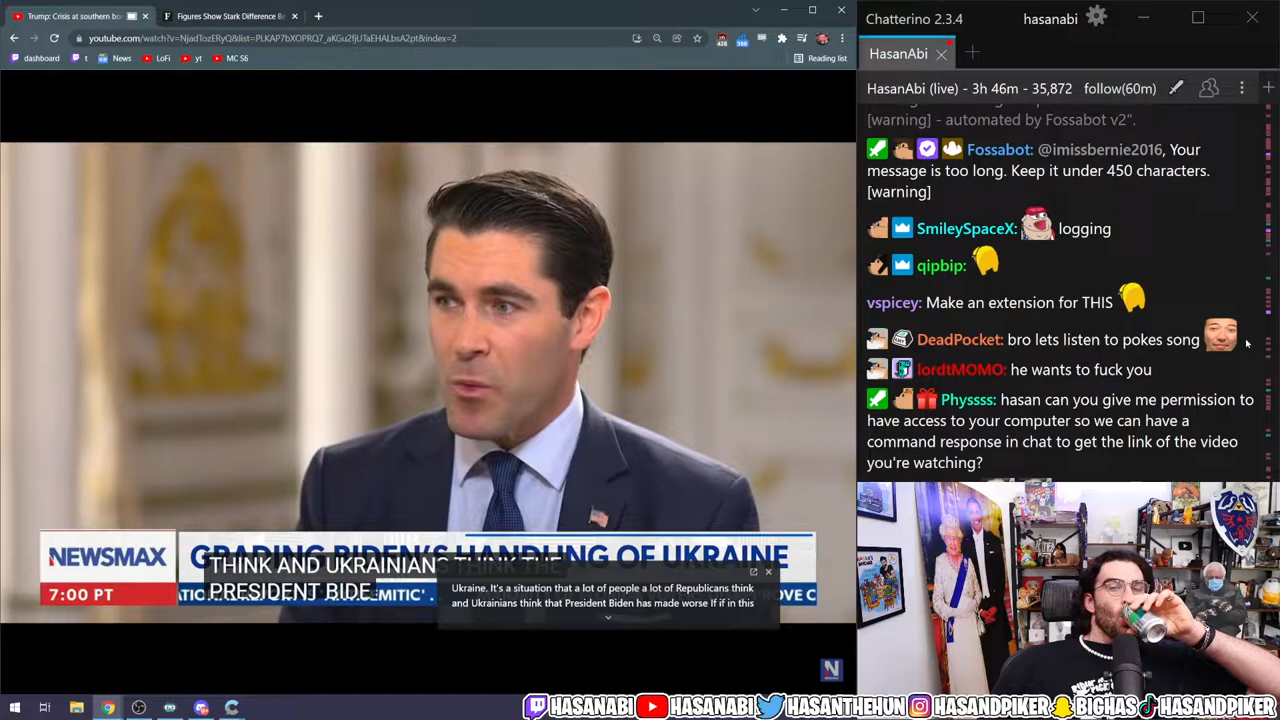 Trump: Crisis at southern bo
Figures Show Stark Difference Be
youtube.com/watch?v=NjadTozERyQ&list=PLKAP7bXOPRQ7_aKGu2fjUTaEHALbsA2pt&index=2
428
386
dashboard
t
News
LoFi
yt
MC S6
Reading list
NEWSMAX
7:00 PT
GRADING BIDEN'S HANDLING OF UKRAINE
THINK AND UKRAINIAN
THINK THE
PRESIDENT BIDE
Ukraine. It's a situation that a lot of people a lot of Republicans think
and Ukrainians think that President Biden has made worse If if in this
N
Chatterino 2.3.4
hasanabi
HasanAbi
HasanAbi (live) - 3h 46m - 35,872
follow(60m)
[warning] - automated by Fossabot v2".
Fossabot: @imissbernie2016, Your
message is too long. Keep it under 450 characters.
[warning]
SmileySpaceX: logging
qipbip:
vspicey: Make an extension for THIS
DeadPocket: bro lets listen to pokes song
lordtMOMO: he wants to fuck you
Physsss: hasan can you give me permission to
have access to your computer so we can have a
command response in chat to get the link of the video
you're watching?
HASANABI
HASANABI
HASANTHEHUN
HASANDPIKER
BIGHAS
HASANDPIKER